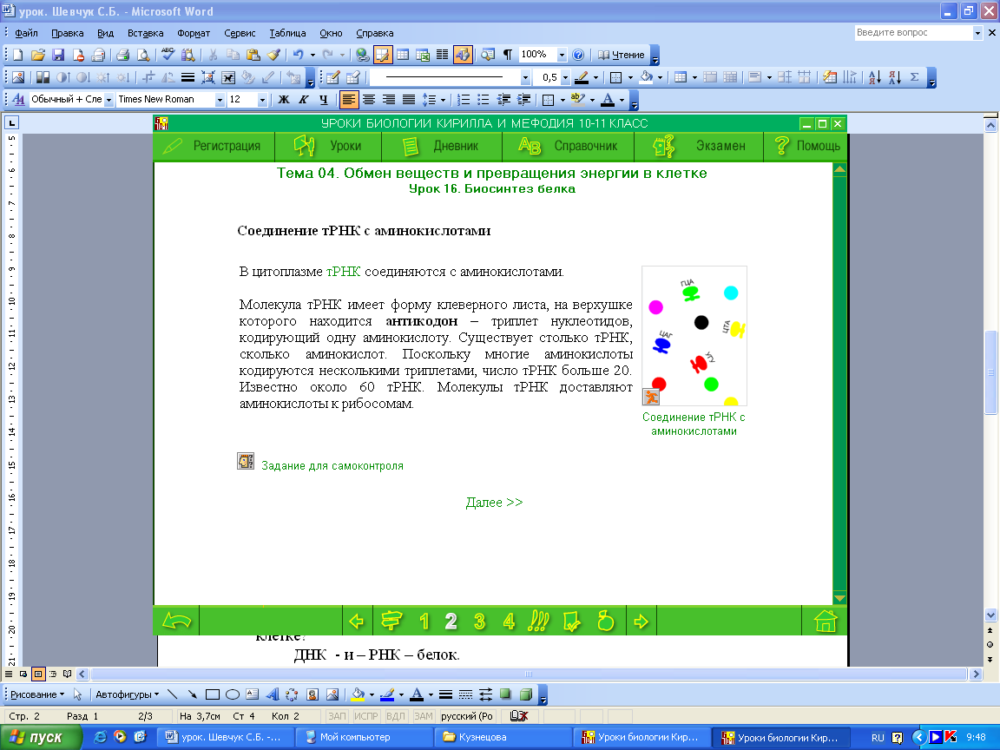 урок. Шевчук С.Б. - Microsoft Word
Файл Правка Вид Вставка Формат Сервис Таблица Окно Справка Введите вопрос
100% Чтение
0,5
Обычный + Сле Times New Roman 12 Ж К Ч
УРОКИ БИОЛОГИИ КИРИЛЛА И МЕФОДИЯ 10-11 КЛАСС
Регистрация Уроки Дневник Справочник Экзамен Помощь
Тема 04. Обмен веществ и превращения энергии в клетке
Урок 16. Биосинтез белка
Соединение тРНК с аминокислотами
В цитоплазме тРНК соединяются с аминокислотами.
Молекула тРНК имеет форму клеверного листа, на верхушке
которого находится антикодон – триплет нуклеотидов,
кодирующий одну аминокислоту. Существует столько тРНК,
сколько аминокислот. Поскольку многие аминокислоты
кодируются несколькими триплетами, число тРНК больше 20.
Известно около 60 тРНК. Молекулы тРНК доставляют
аминокислоты к рибосомам.
ГЦА
ЦТА
ЦАГ
Соединение тРНК с
аминокислотами
Задание для самоконтроля
Далее >>
1 2 3 4
клетке?
ДНК - и – РНК – белок.
Рисование Автофигуры
Стр. 2 Разд 1 2/3 На 3,7см Ст 4 Кол 2 ЗАП ИСПР ВДЛ ЗАМ русский (Ро
пуск урок. Шевчук С.Б. -... Мой компьютер Кузнецова Уроки биологии Кир... Уроки биологии Кир... RU 9:48